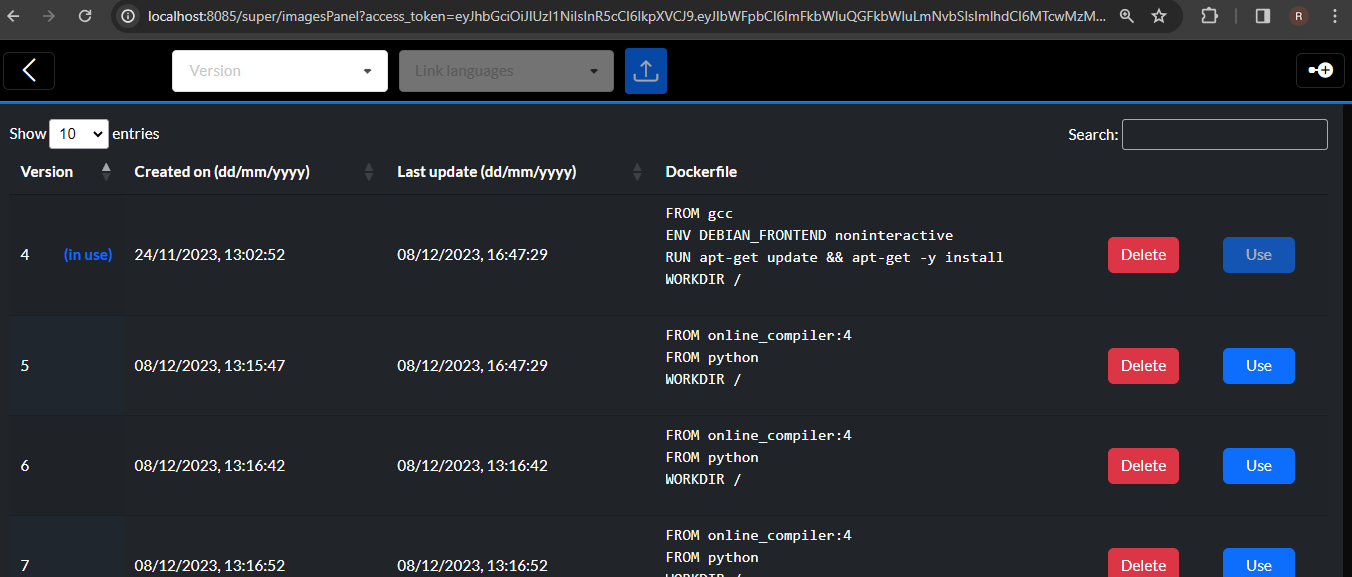 localhost:8085/super/imagesPanel?access_token=eyJhbGciOiJIUzI1NiIsInR5cCI6IkpXVCJ9.eyJlbWFpbCI6ImFkbWluQGFkbWluLmNvbSIsImlhdCI6MTcwMzM...
R
Version
Link languages
Show 10 entries
Search:
Version Created on (dd/mm/yyyy) Last update (dd/mm/yyyy) Dockerfile
FROM gcc
ENV DEBIAN_FRONTEND noninteractive
4 (in use) 24/11/2023, 13:02:52 08/12/2023, 16:47:29 Delete Use
RUN apt-get update && apt-get -y install
WORKDIR /
FROM online_compiler:4
5 08/12/2023, 13:15:47 08/12/2023, 16:47:29 FROM python Delete Use
WORKDIR /
FROM online_compiler:4
6 08/12/2023, 13:16:42 08/12/2023, 13:16:42 FROM python Delete Use
WORKDIR /
FROM online_compiler:4
FROM python
7 08/12/2023, 13:16:52 08/12/2023, 13:16:52 Delete Use
WORKDIR /